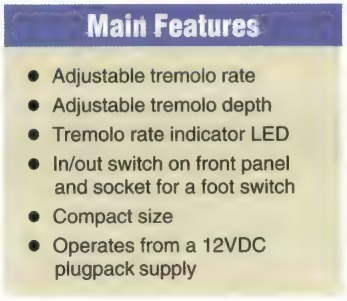 Main Features
● Adjustable tremolo rate
● Adjustable tremolo depth
● Tremolo rate indicator LED
● In/out switch on front panel
and socket for a foot switch
● Compact size
● Operates from a 12VDC
plugpack supply